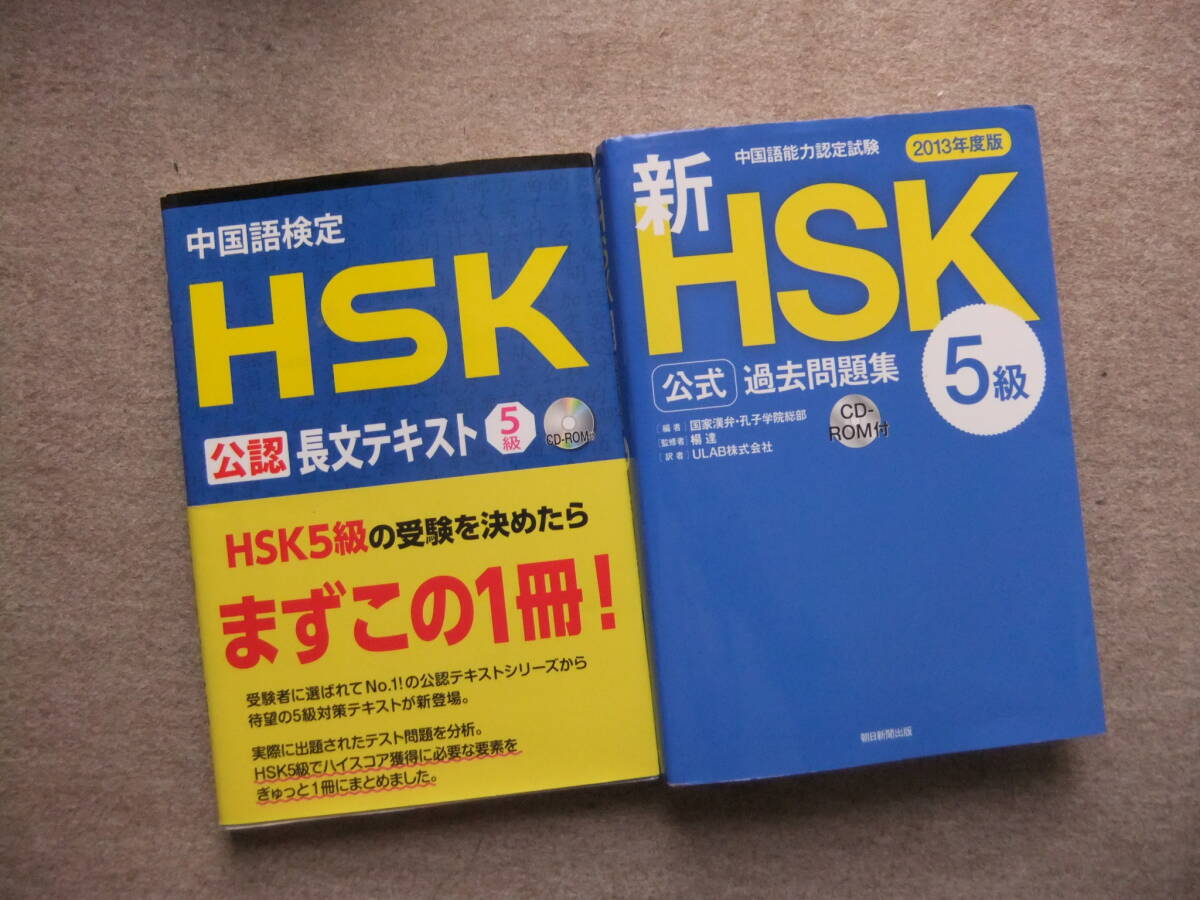 中国語検定
HSK
公認 長文テキスト 5級 CD-ROM付
HSK5級の受験を決めたら
まずこの1冊!
受験者に選ばれてNo.1!の公認テキストシリーズから
待望の5級対策テキストが新登場。
実際に出題されたテスト問題を分析。
HSK5級でハイスコア獲得に必要な要素を
ぎゅっと1冊にまとめました。
中国語能力認定試験 2013年度版
新HSK
5級
公式 過去問題集
CD-
ROM付
[編者] 国家漢弁・孔子学院総部
[監修者] 楊達
[訳者] ULAB株式会社
朝日新聞出版